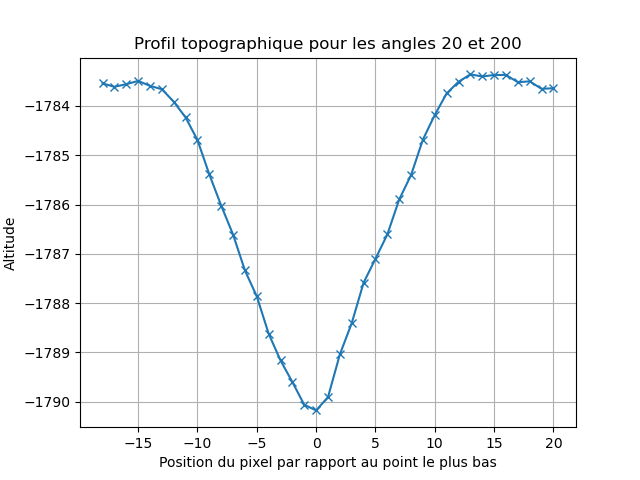 Profil topographique pour les angles 20 et 200
Altitude
−1784
−1785
−1786
−1787
−1788
−1789
−1790
−15 −10 −5 0 5 10 15 20
Position du pixel par rapport au point le plus bas